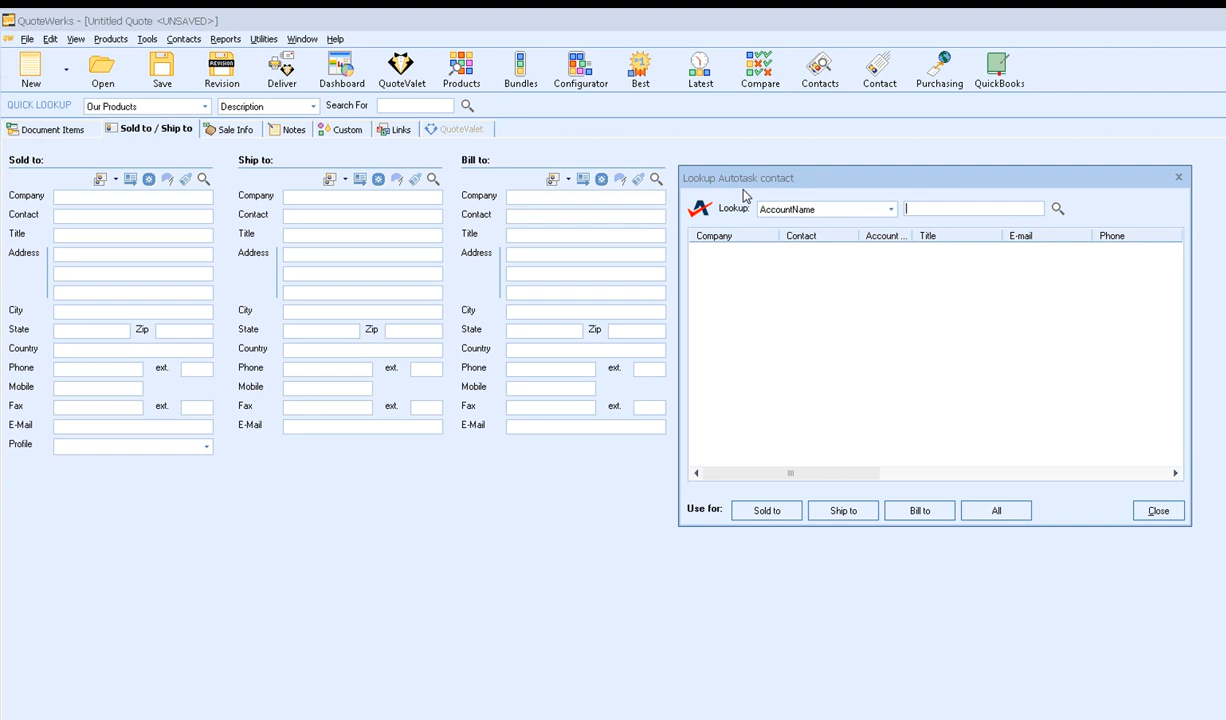 QuoteWerks - [Untitled Quote <UNSAVED>]
File Edit View Products Tools Contacts Reports Utilities Window Help
New Open Save Revision Deliver Dashboard QuoteValet Products Bundles Configurator Best Latest Compare Contacts Contact Purchasing QuickBooks
QUICK LOOKUP Our Products Description Search For
Document Items Sold to / Ship to Sale Info Notes Custom Links QuoteValet
Sold to: Ship to: Bill to:
Company Company Company
Contact Contact Contact
Title Title Title
Address Address Address
City City City
State Zip State Zip State Zip
Country Country Country
Phone ext. Phone ext. Phone ext.
Mobile Mobile Mobile
Fax ext. Fax ext. Fax ext.
E-Mail E-Mail E-Mail
Profile
Lookup Autotask contact
Lookup: AccountName
Company Contact Account ... Title E-mail Phone
Use for: Sold to Ship to Bill to All Close